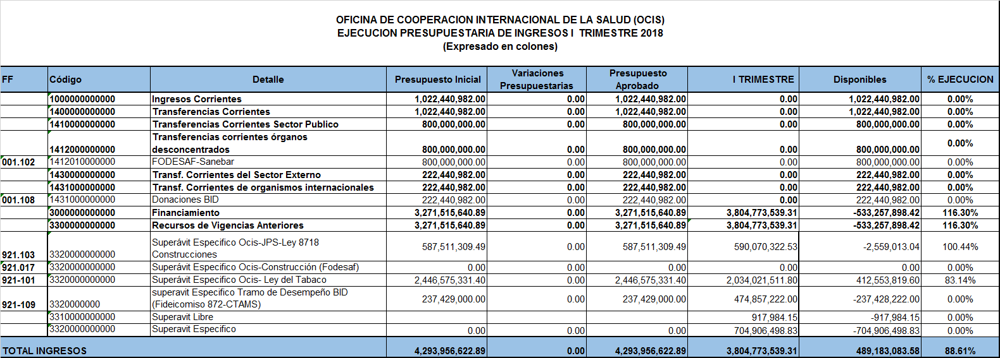 OFICINA DE COOPERACION INTERNACIONAL DE LA SALUD (OCIS)
EJECUCION PRESUPUESTARIA DE INGRESOS I  TRIMESTRE 2018
(Expresado en colones)
FF Código Detalle Presupuesto Inicial Variaciones Presupuestarias Presupuesto Aprobado I TRIMESTRE Disponibles % EJECUCION
1000000000000 Ingresos Corrientes 1,022,440,982.00 0.00 1,022,440,982.00 0.00 1,022,440,982.00 0.00%
1400000000000 Transferencias Corrientes 1,022,440,982.00 0.00 1,022,440,982.00 0.00 1,022,440,982.00 0.00%
1410000000000 Transferencias Corrientes Sector Publico 800,000,000.00 0.00 800,000,000.00 0.00 800,000,000.00 0.00%
Transferencias corrientes órganos
1412000000000 desconcentrados 800,000,000.00 0.00 800,000,000.00 0.00 800,000,000.00 0.00%
001.102 1412010000000 FODESAF-Sanebar 800,000,000.00 0.00 800,000,000.00 0.00 800,000,000.00 0.00%
1430000000000 Transf. Corrientes del Sector Externo 222,440,982.00 0.00 222,440,982.00 0.00 222,440,982.00 0.00%
1431000000000 Transf. Corrientes de organismos internacionales 222,440,982.00 0.00 222,440,982.00 0.00 222,440,982.00 0.00%
001.108 1431000000000 Donaciones BID 222,440,982.00 0.00 222,440,982.00 0.00 222,440,982.00 0.00%
3000000000000 Financiamiento 3,271,515,640.89 0.00 3,271,515,640.89 3,804,773,539.31 -533,257,898.42 116.30%
3300000000000 Recursos de Vigencias Anteriores 3,271,515,640.89 0.00 3,271,515,640.89 3,804,773,539.31 -533,257,898.42 116.30%
Superávit Especifico Ocis-JPS-Ley 8718
921.103 3320000000000 Construcciones 587,511,309.49 0.00 587,511,309.49 590,070,322.53 -2,559,013.04 100.44%
921.017 3320000000000 Superávit Especifico Ocis-Construcción (Fodesaf) 0.00 0.00 0.00 0.00 0.00 0.00%
921-101 3320000000000 Superávit Especifico Ocis- Ley del Tabaco 2,446,575,331.40 0.00 2,446,575,331.40 2,034,021,511.80 412,553,819.60 83.14%
superavit Especifico Tramo de Desempeño BID
921-109 3320000000 (Fideicomiso 872-CTAMS) 237,429,000.00 0.00 237,429,000.00 474,857,222.00 -237,428,222.00 0.00%
3310000000000 Superavit Libre 917,984.15 -917,984.15 0.00%
3320000000000 Superavit Especifico 0.00 0.00 0.00 704,906,498.83 -704,906,498.83 0.00%
TOTAL INGRESOS 4,293,956,622.89 0.00 4,293,956,622.89 3,804,773,539.31 489,183,083.58 88.61%